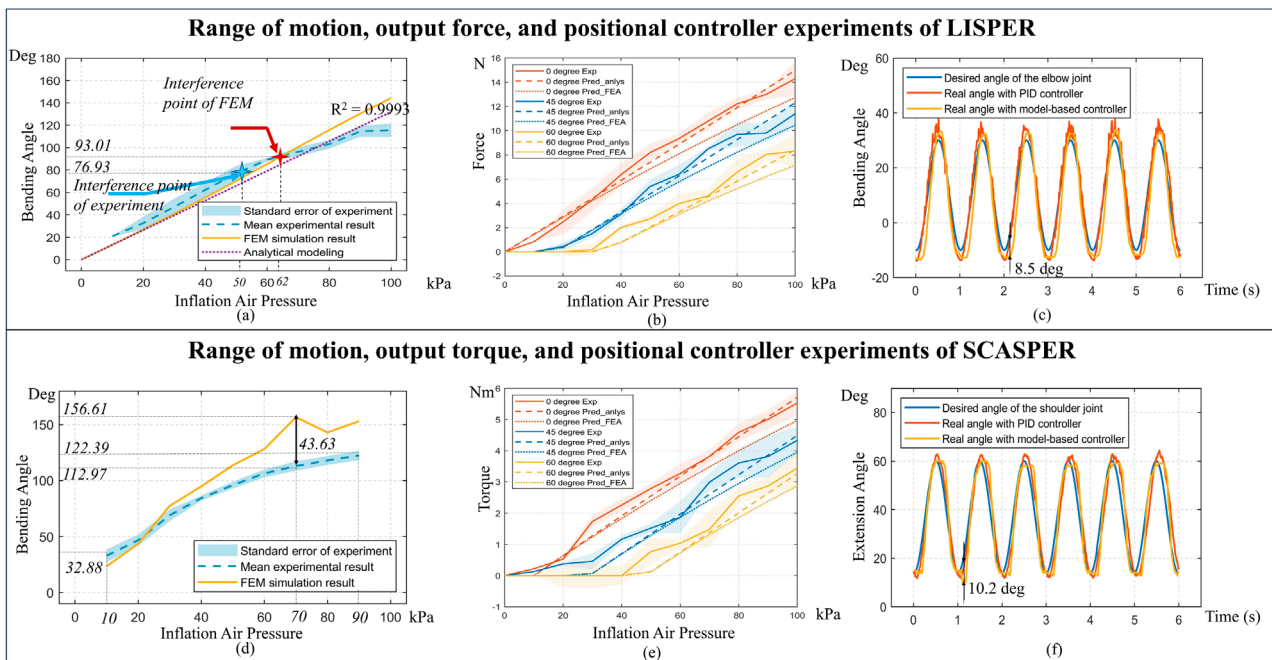 Range of motion, output force, and positional controller experiments of LISPER
Deg
180
160
140
120
100
93.01
76.93
80
60
40
20
0
Bending Angle
Interference
point of FEM
R² = 0.9993
Interference point
of experiment
Standard error of experiment
Mean experimental result
FEM simulation result
Analytical modeling
0
20
40
50
60
62
80
100
kPa
Inflation Air Pressure
(a)
N
16
14
12
10
8
6
4
2
0
-2
Force
0 degree Exp
0 degree Pred_anlys
0 degree Pred_FEA
45 degree Exp
45 degree Pred_anlys
45 degree Pred_FEA
60 degree Exp
60 degree Pred_anlys
60 degree Pred_FEA
0
20
40
60
80
100
kPa
Inflation Air Pressure
(b)
Deg
60
40
20
0
-20
Bending Angle
Desired angle of the elbow joint
Real angle with PID controller
Real angle with model-based controller
8.5 deg
0
1
2
3
4
5
6
Time (s)
(c)
Range of motion, output torque, and positional controller experiments of SCASPER
Deg
156.61
150
122.39
112.97
100
50
32.88
0
Bending Angle
43.63
Standard error of experiment
Mean experimental result
FEM simulation result
0
10
20
40
60
70
80
90
100
kPa
Inflation Air Pressure
(d)
Nm
6
5
4
3
2
1
0
-1
Torque
0 degree Exp
0 degree Pred_anlys
0 degree Pred_FEA
45 degree Exp
45 degree Pred_anlys
45 degree Pred_FEA
60 degree Exp
60 degree Pred_anlys
60 degree Pred_FEA
0
20
40
60
80
100
kPa
Inflation Air Pressure
(e)
Deg
80
60
40
20
0
Extension Angle
Desired angle of the shoulder joint
Real angle with PID controller
Real angle with model-based controller
10.2 deg
0
1
2
3
4
5
6
Time (s)
(f)